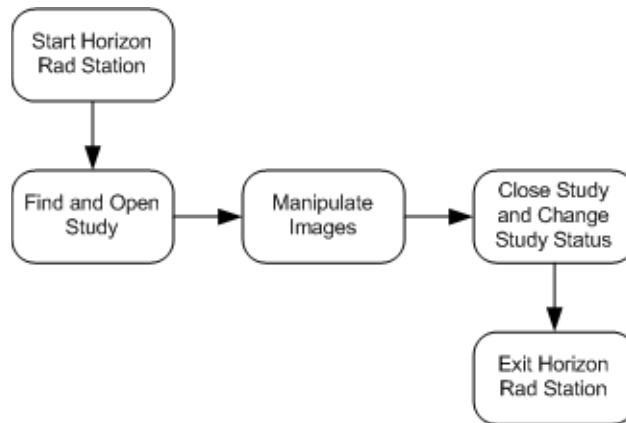 Start Horizon
Rad Station
Find and Open
Study
Manipulate
Images
Close Study
and Change
Study Status
Exit Horizon
Rad Station